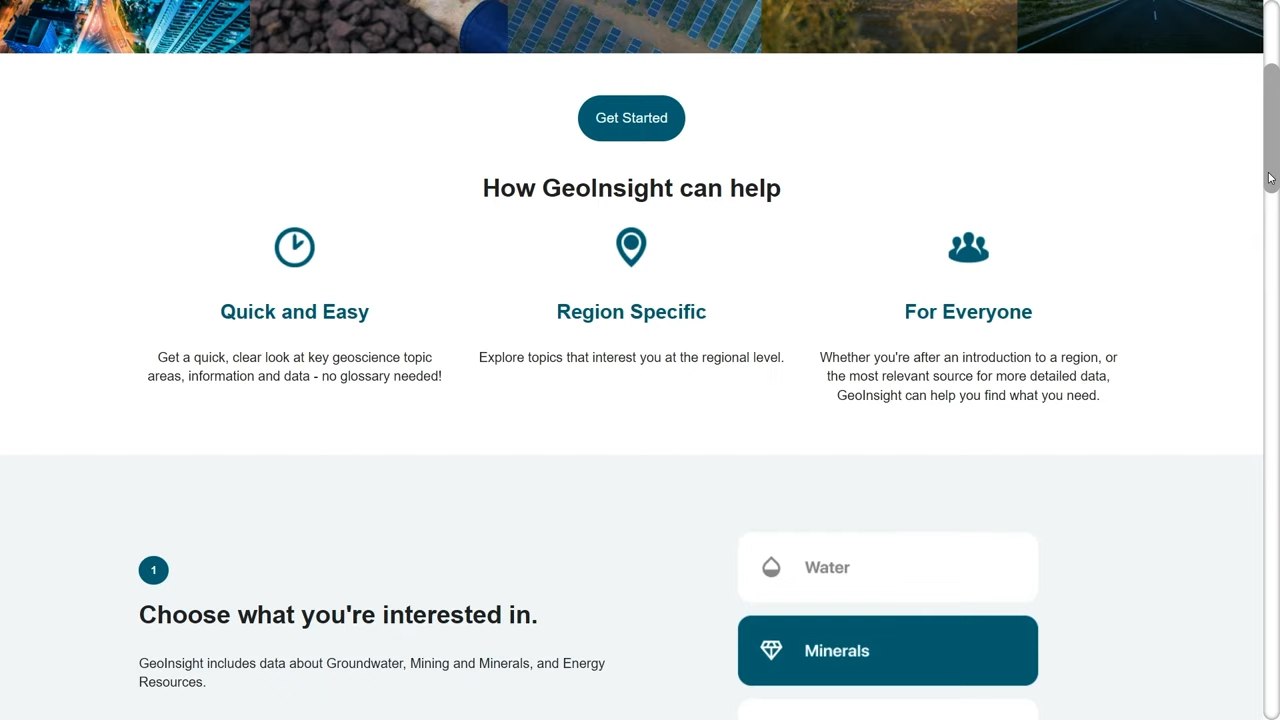 Get Started
How GeoInsight can help
Quick and Easy
Get a quick, clear look at key geoscience topic
areas, information and data - no glossary needed!
Region Specific
Explore topics that interest you at the regional level.
For Everyone
Whether you're after an introduction to a region, or
the most relevant source for more detailed data,
GeoInsight can help you find what you need.
1
Choose what you're interested in.
GeoInsight includes data about Groundwater, Mining and Minerals, and Energy
Resources.
Water
Minerals